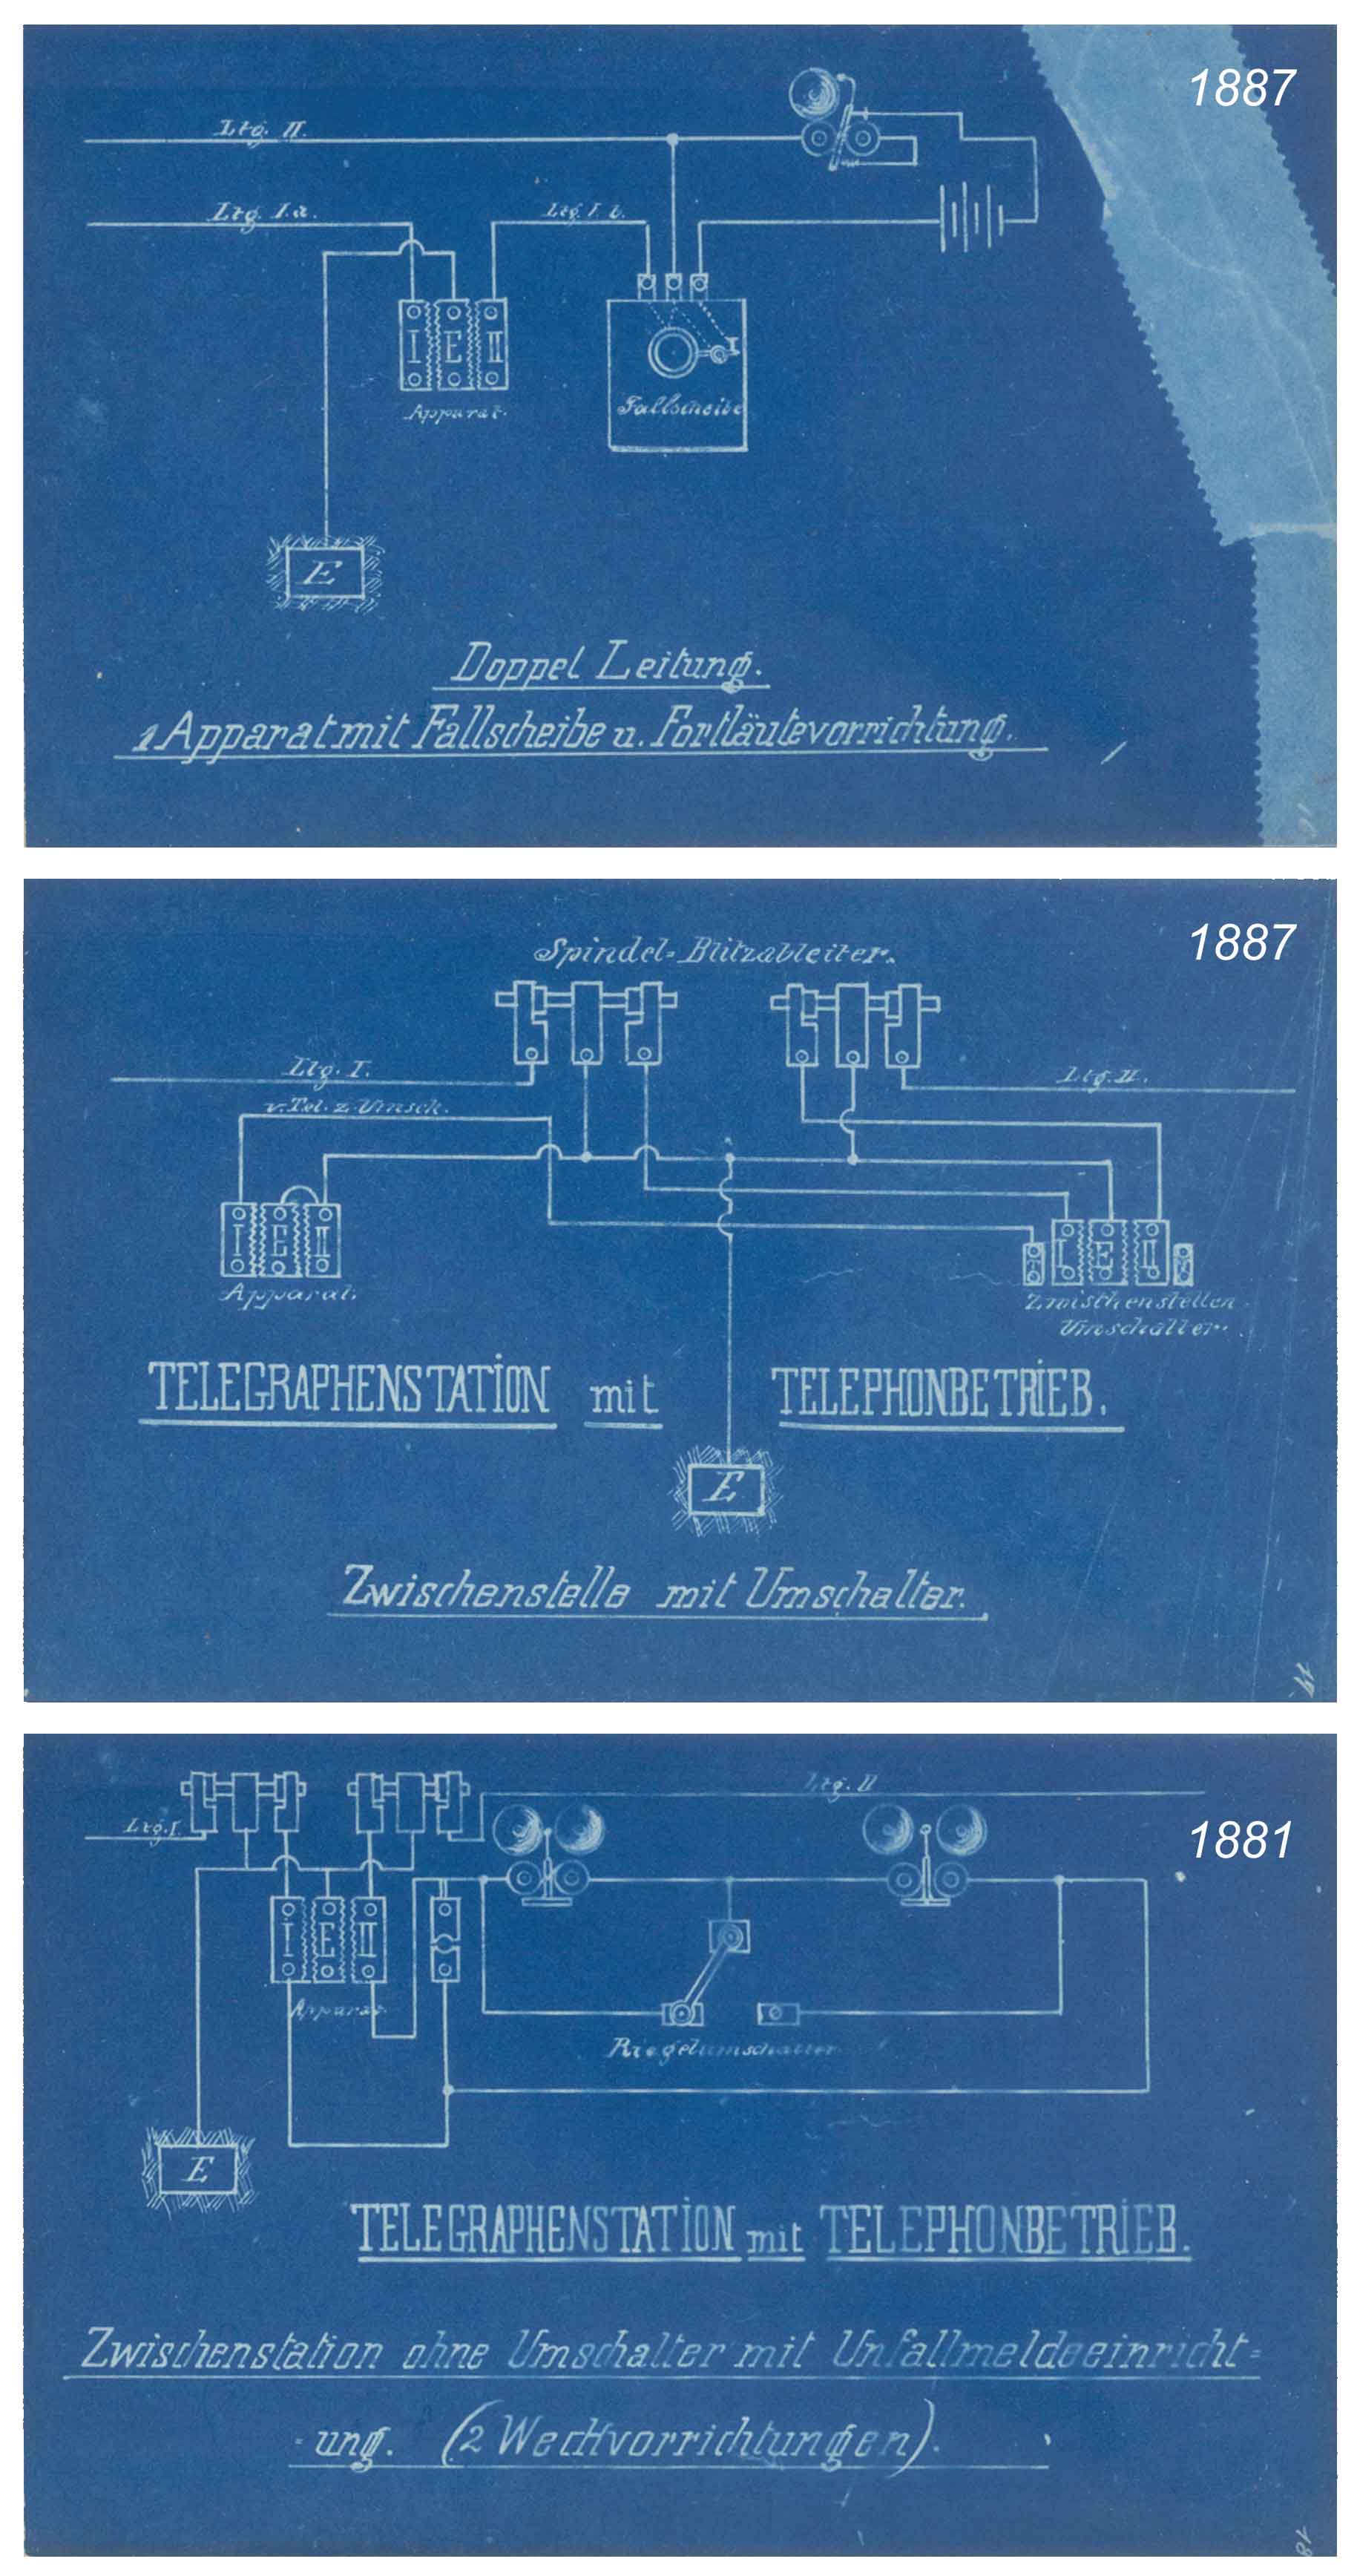 1887
Ltg. II.
Ltg. I.a.
Ltg. I. b.
I E II
Apparat.
Fallscheibe
E
Doppel Leitung.
1 Apparat mit Fallscheibe u. Fortläutevorrichtung.
1887
Spindel-Blitzableiter.
Ltg. I.
Ltg. II.
v. Tel. z. Umsch.
I E II
Apparat.
I E II
Zwischenstellen
Umschalter.
TELEGRAPHENSTATION mit TELEPHONBETRIEB.
E
Zwischenstelle mit Umschalter.
Ltg. II
Ltg. I.
1881
I E II
Apparat.
Riegelumschalter
E
TELEGRAPHENSTATION mit TELEPHONBETRIEB.
Zwischenstation ohne Umschalter mit Unfallmeldeeinricht=
=ung. (2 Weckvorrichtungen).
18